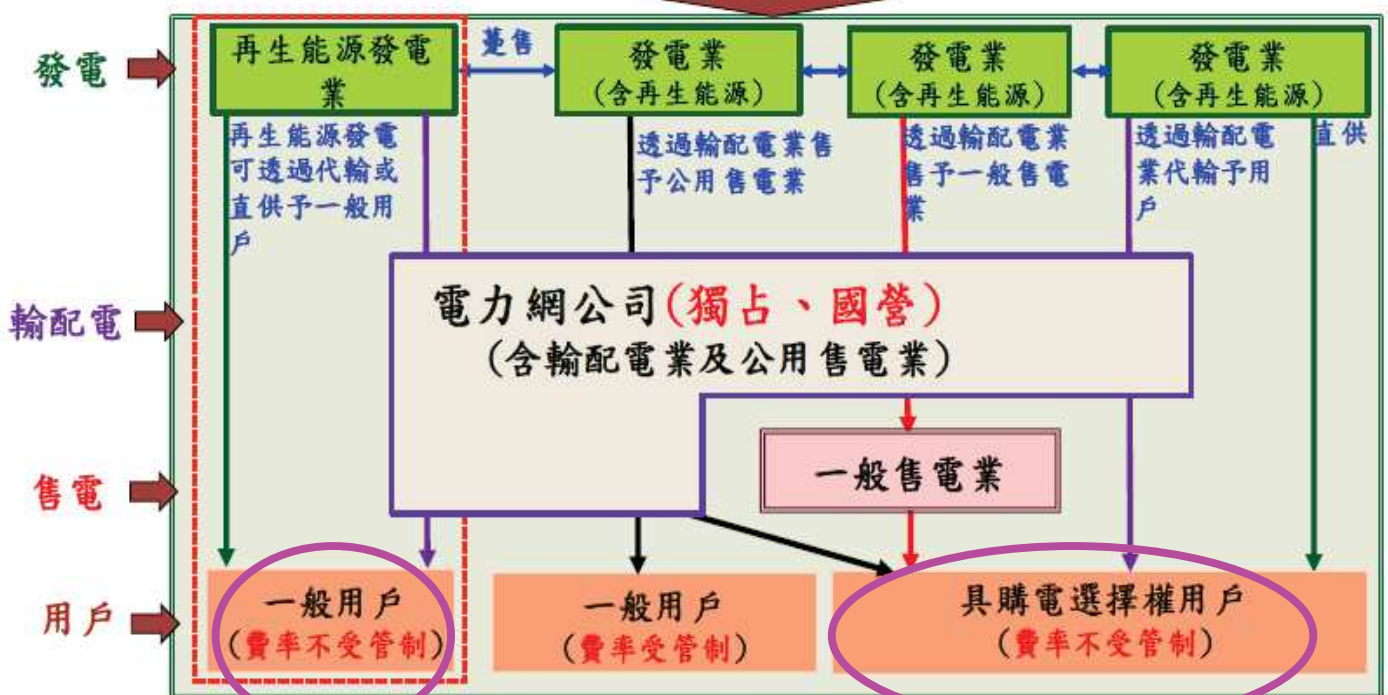 發電
再生能源發電
業
躉售
發電業
(含再生能源)
發電業
(含再生能源)
發電業
(含再生能源)
再生能源發電
可透過代輸或
直供予一般用
戶
透過輸配電業售
予公用售電業
透過輸配電業
售予一般售電
業
透過輸配電
業代輸予用
戶
直供
輸配電
電力網公司(獨占、國營)
(含輸配電業及公用售電業)
售電
一般售電業
用戶
一般用戶
(費率不受管制)
一般用戶
(費率受管制)
具購電選擇權用戶
(費率不受管制)